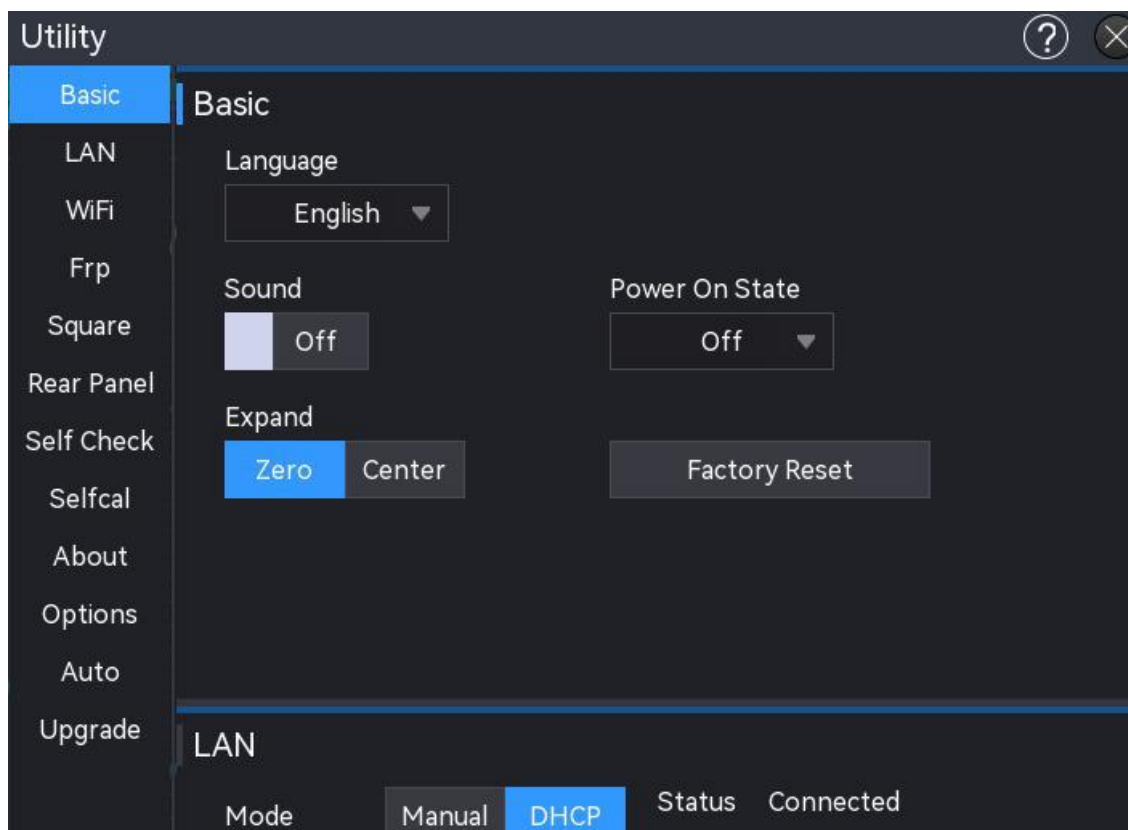 Utility
?
Basic
LAN
WiFi
Frp
Square
Rear Panel
Self Check
Selfcal
About
Options
Auto
Upgrade
Basic
Language
English
Sound
Power On State
Off
Off
Expand
Zero Center
Factory Reset
LAN
Mode Manual DHCP Status Connected